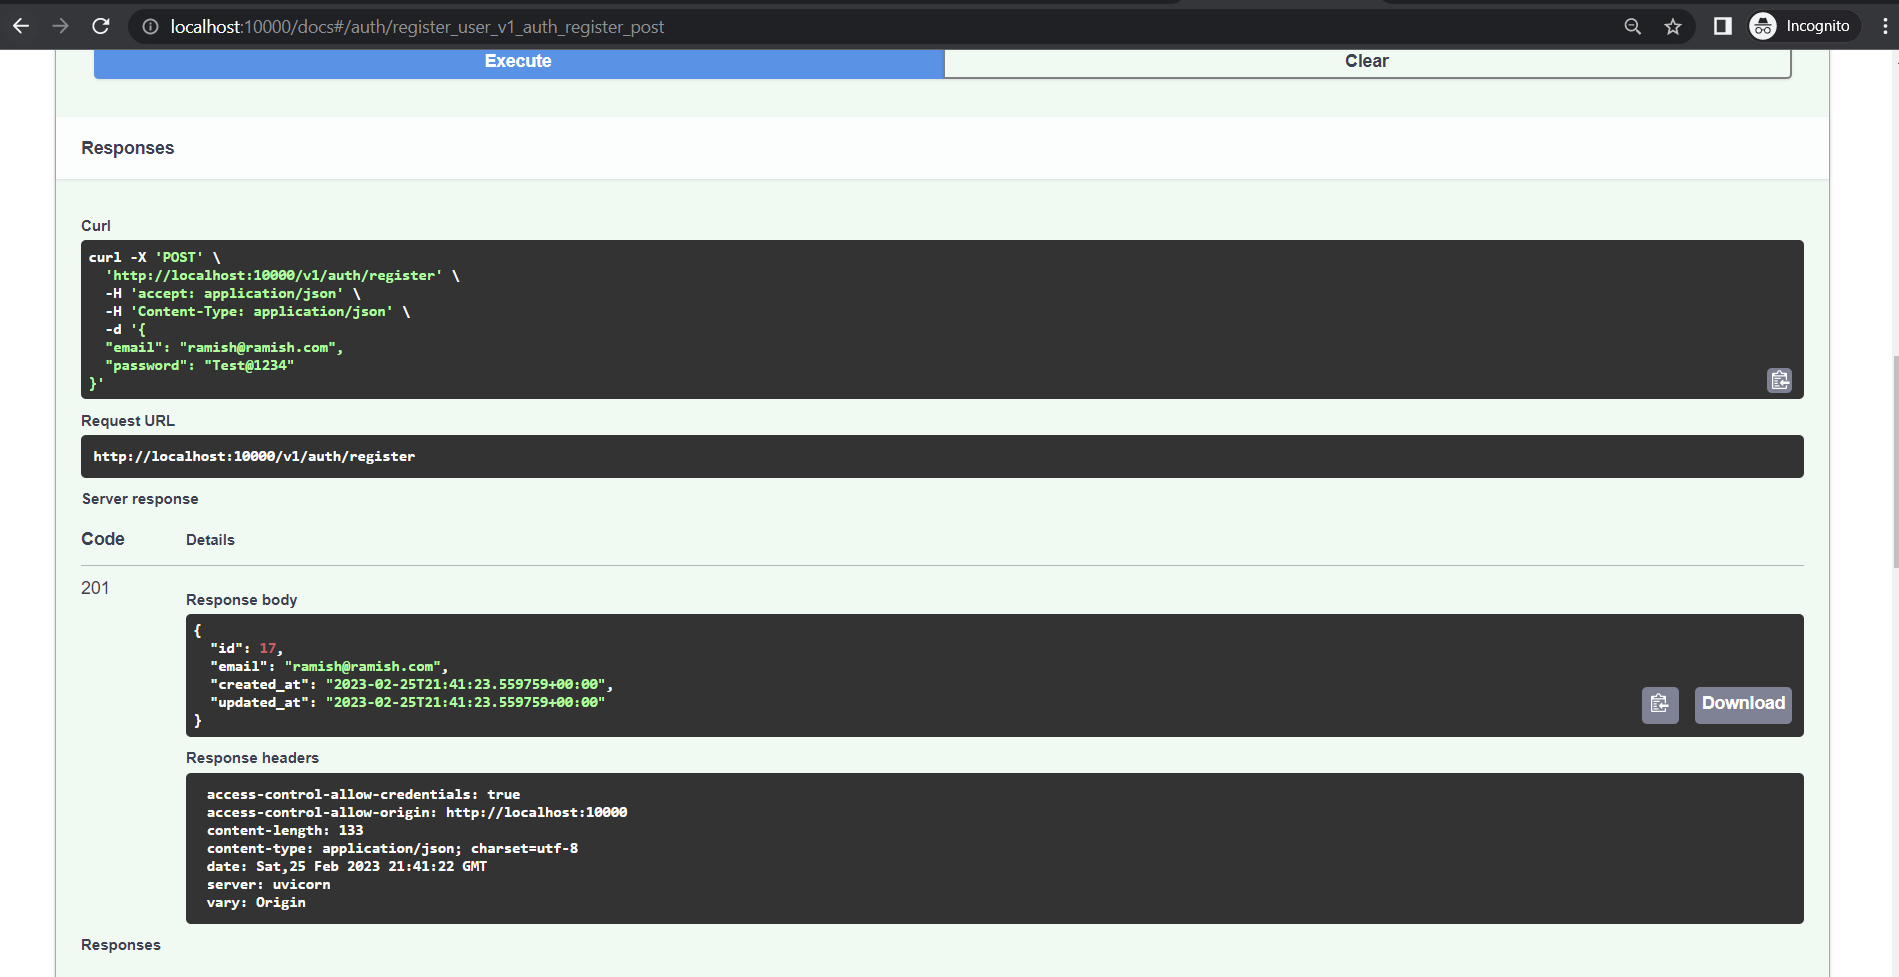 localhost:10000/docs#/auth/register_user_v1_auth_register_post
Incognito
Execute
Clear
Responses
Curl
curl -X 'POST' \
'http://localhost:10000/v1/auth/register' \
-H 'accept: application/json' \
-H 'Content-Type: application/json' \
-d '{
"email": "ramish@ramish.com",
"password": "Test@1234"
}'
Request URL
http://localhost:10000/v1/auth/register
Server response
Code
Details
201
Response body
{
"id": 17,
"email": "ramish@ramish.com",
"created_at": "2023-02-25T21:41:23.559759+00:00",
"updated_at": "2023-02-25T21:41:23.559759+00:00"
}
Download
Response headers
access-control-allow-credentials: true
access-control-allow-origin: http://localhost:10000
content-length: 133
content-type: application/json; charset=utf-8
date: Sat,25 Feb 2023 21:41:22 GMT
server: uvicorn
vary: Origin
Responses